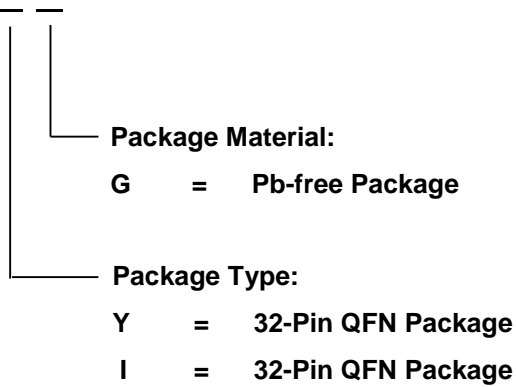 Package Material:
G = Pb-free Package
Package Type:
Y = 32-Pin QFN Package
I = 32-Pin QFN Package